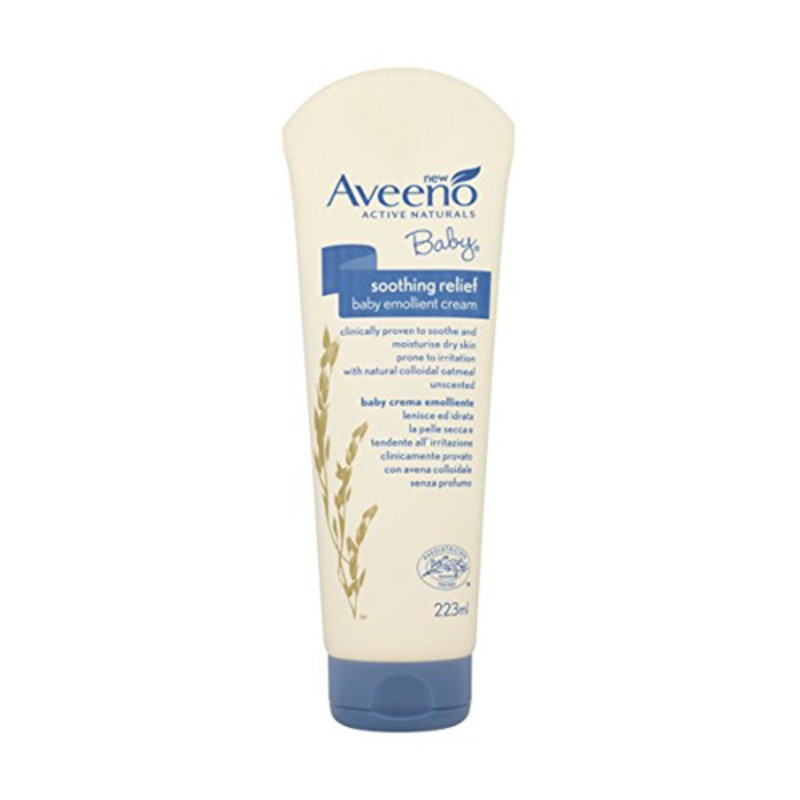 new
Aveeno
ACTIVE NATURALS
Baby
soothing relief
baby emollient cream
clinically proven to soothe and
moisturise dry skin
prone to irritation
with natural colloidal oatmeal
unscented
baby crema emolliente
lenisce ed idrata
la pelle secca e
tendente all' irritazione
clinicamente provato
con avena colloidale
senza profumo
223ml